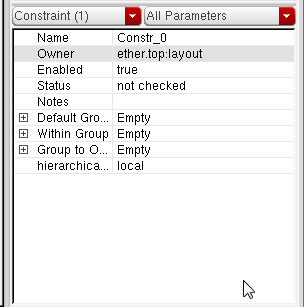 Constraint (1) All Parameters
Name Constr_0
Owner ether.top:layout
Enabled true
Status not checked
Notes
Default Gro... Empty
Within Group Empty
Group to O... Empty
hierarchica... local